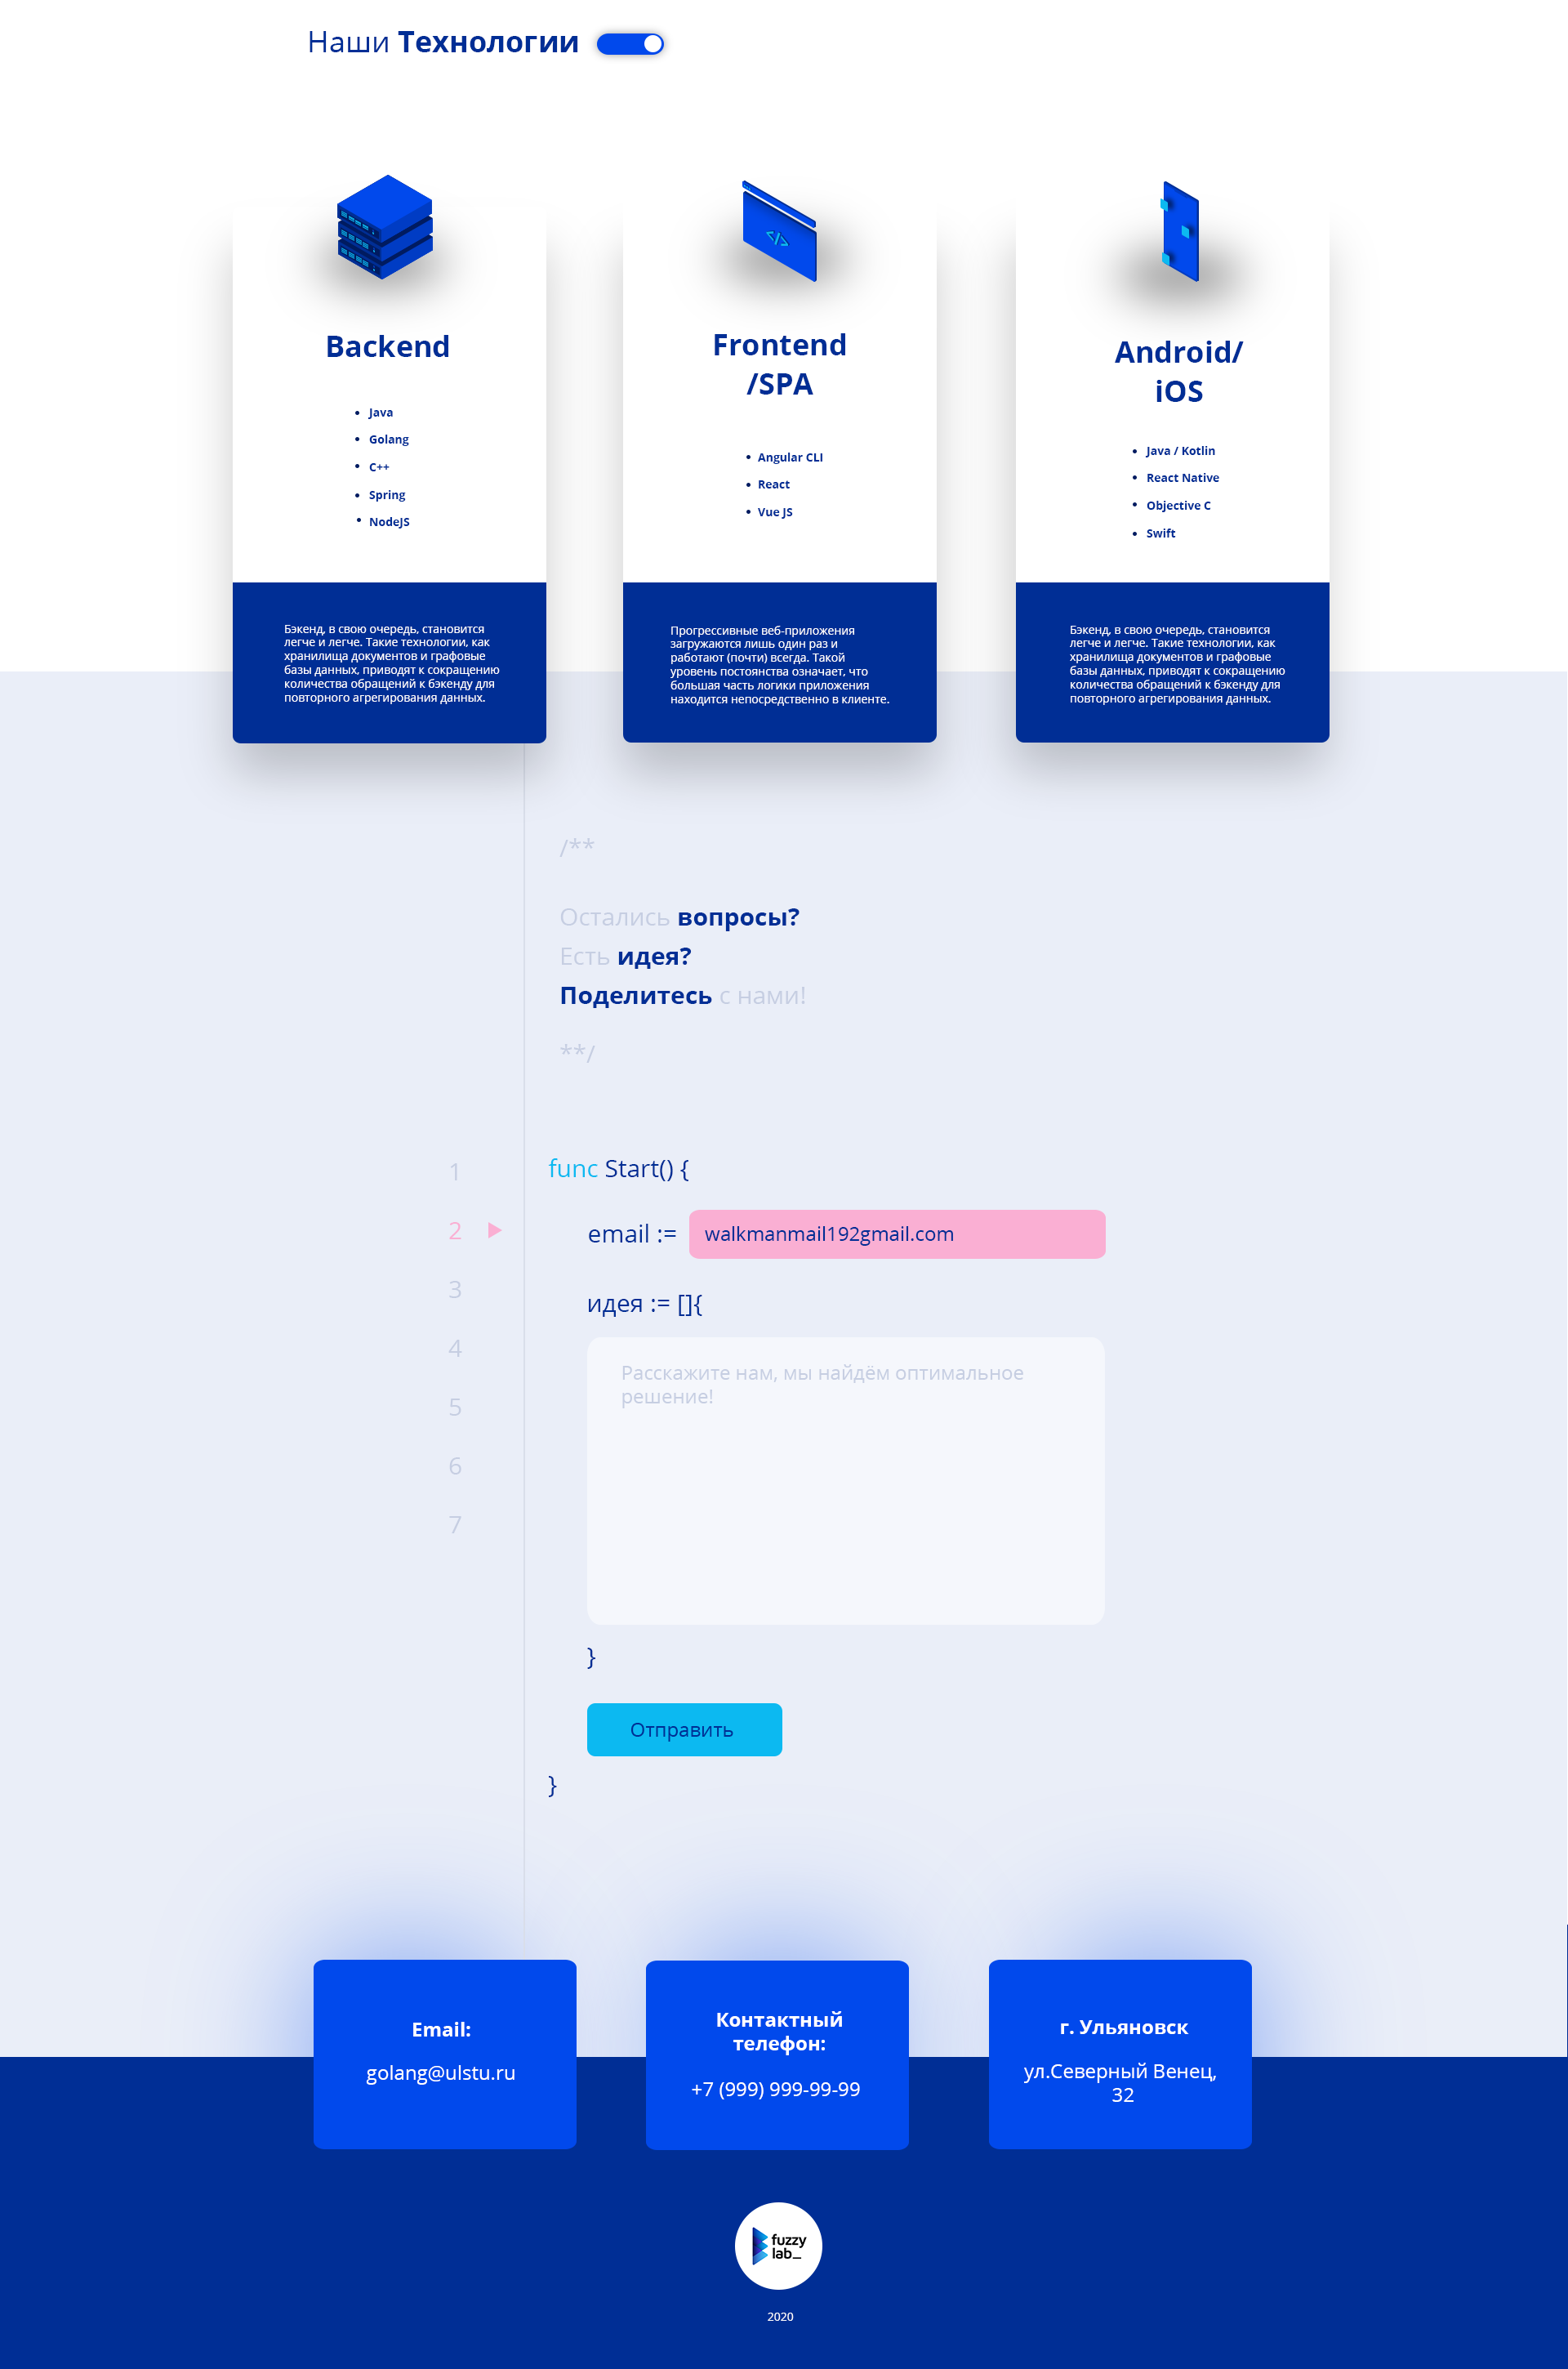 Наши Технологии
</>
Backend
Java
Golang
C++
Spring
NodeJS
Бэкенд, в свою очередь, становится
легче и легче. Такие технологии, как
хранилища документов и графовые
базы данных, приводят к сокращению
количества обращений к бэкенду для
повторного агрегирования данных.
Frontend
/SPA
Angular CLI
React
Vue JS
Прогрессивные веб-приложения
загружаются лишь один раз и
работают (почти) всегда. Такой
уровень постоянства означает, что
большая часть логики приложения
находится непосредственно в клиенте.
Android/
iOS
Java / Kotlin
React Native
Objective C
Swift
Бэкенд, в свою очередь, становится
легче и легче. Такие технологии, как
хранилища документов и графовые
базы данных, приводят к сокращению
количества обращений к бэкенду для
повторного агрегирования данных.
/**
Остались вопросы?
Есть идея?
Поделитесь с нами!
**/
1
2
3
4
5
6
7
func Start() {
email := walkmanmail192gmail.com
идея := []{
Расскажите нам, мы найдём оптимальное
решение!
}
Отправить
}
Email:
golang@ulstu.ru
Контактный
телефон:
+7 (999) 999-99-99
г. Ульяновск
ул.Северный Венец,
32
fuzzy
lab_
2020